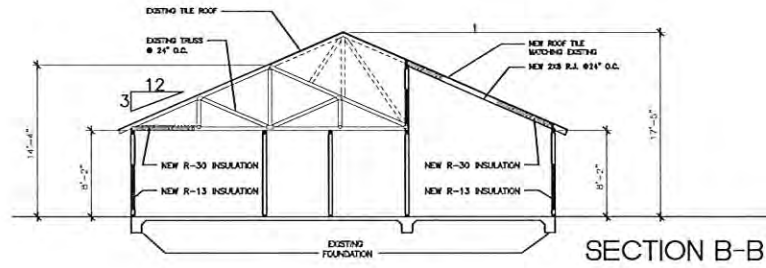 EXISTING TILE ROOF
EXISTING TRUSS
@ 24" O.C.
NEW ROOF TILE
MATCHING EXISTING
NEW 2X8 R.J. @24" O.C.
12
3
14'-4"
8'-2"
17'-5"
8'-2"
NEW R-30 INSULATION
NEW R-30 INSULATION
NEW R-13 INSULATION
NEW R-13 INSULATION
EXISTING
FOUNDATION
SECTION B-B